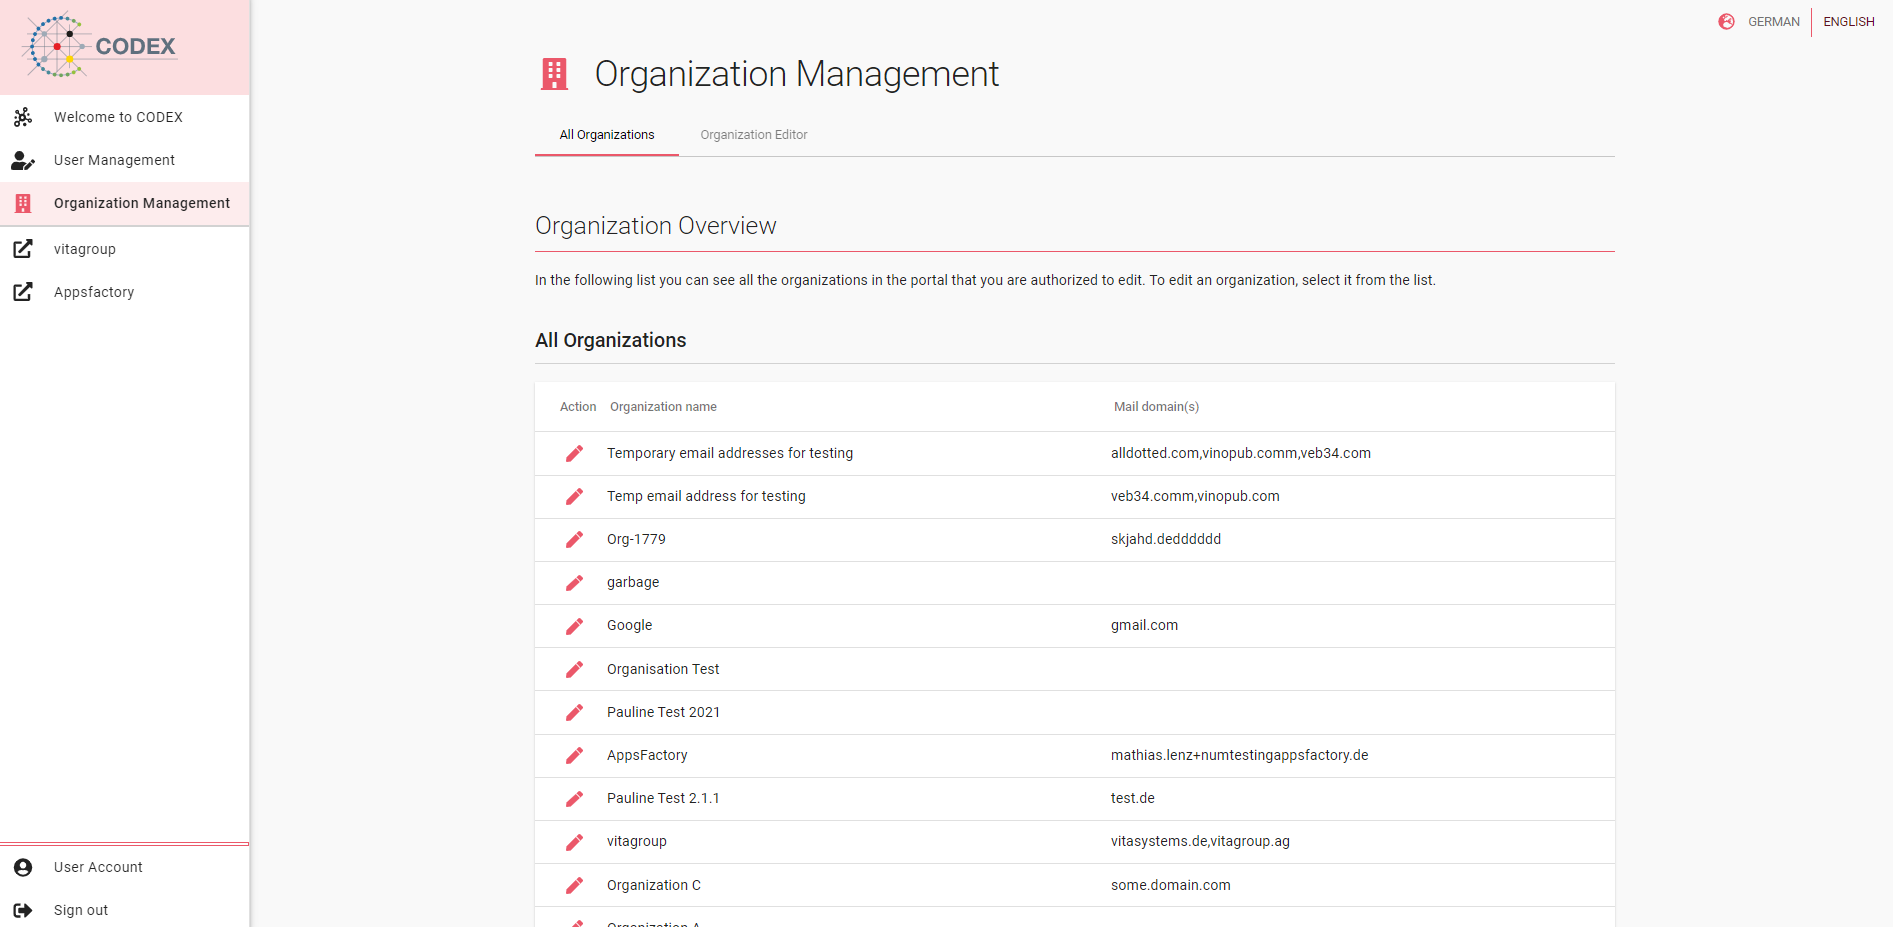 CODEX
Welcome to CODEX
User Management
Organization Management
vitagroup
Appsfactory
User Account
Sign out
GERMAN ENGLISH
Organization Management
All Organizations Organization Editor
Organization Overview
In the following list you can see all the organizations in the portal that you are authorized to edit. To edit an organization, select it from the list.
All Organizations
Action Organization name Mail domain(s)
Temporary email addresses for testing alldotted.com,vinopub.comm,veb34.com
Temp email address for testing veb34.comm,vinopub.com
Org-1779 skjahd.dedddddd
garbage
Google gmail.com
Organisation Test
Pauline Test 2021
AppsFactory mathias.lenz+numtestingappsfactory.de
Pauline Test 2.1.1 test.de
vitagroup vitasystems.de,vitagroup.ag
Organization C some.domain.com
Organization A